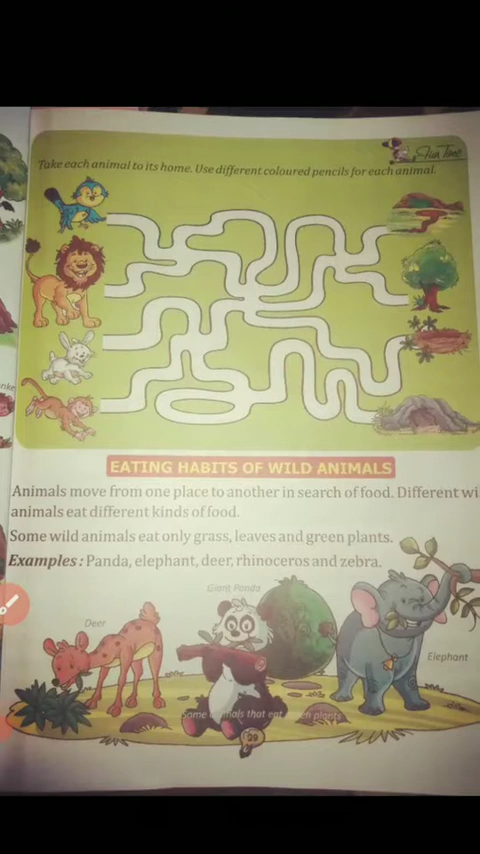 Fun Time
Take each animal to its home. Use different coloured pencils for each animal.
EATING HABITS OF WILD ANIMALS
Animals move from one place to another in search of food. Different wi
animals eat different kinds of food.
Some wild animals eat only grass, leaves and green plants.
Examples : Panda, elephant, deer, rhinoceros and zebra.
Giant Panda
Deer
Elephant
Some animals that eat green plants
29